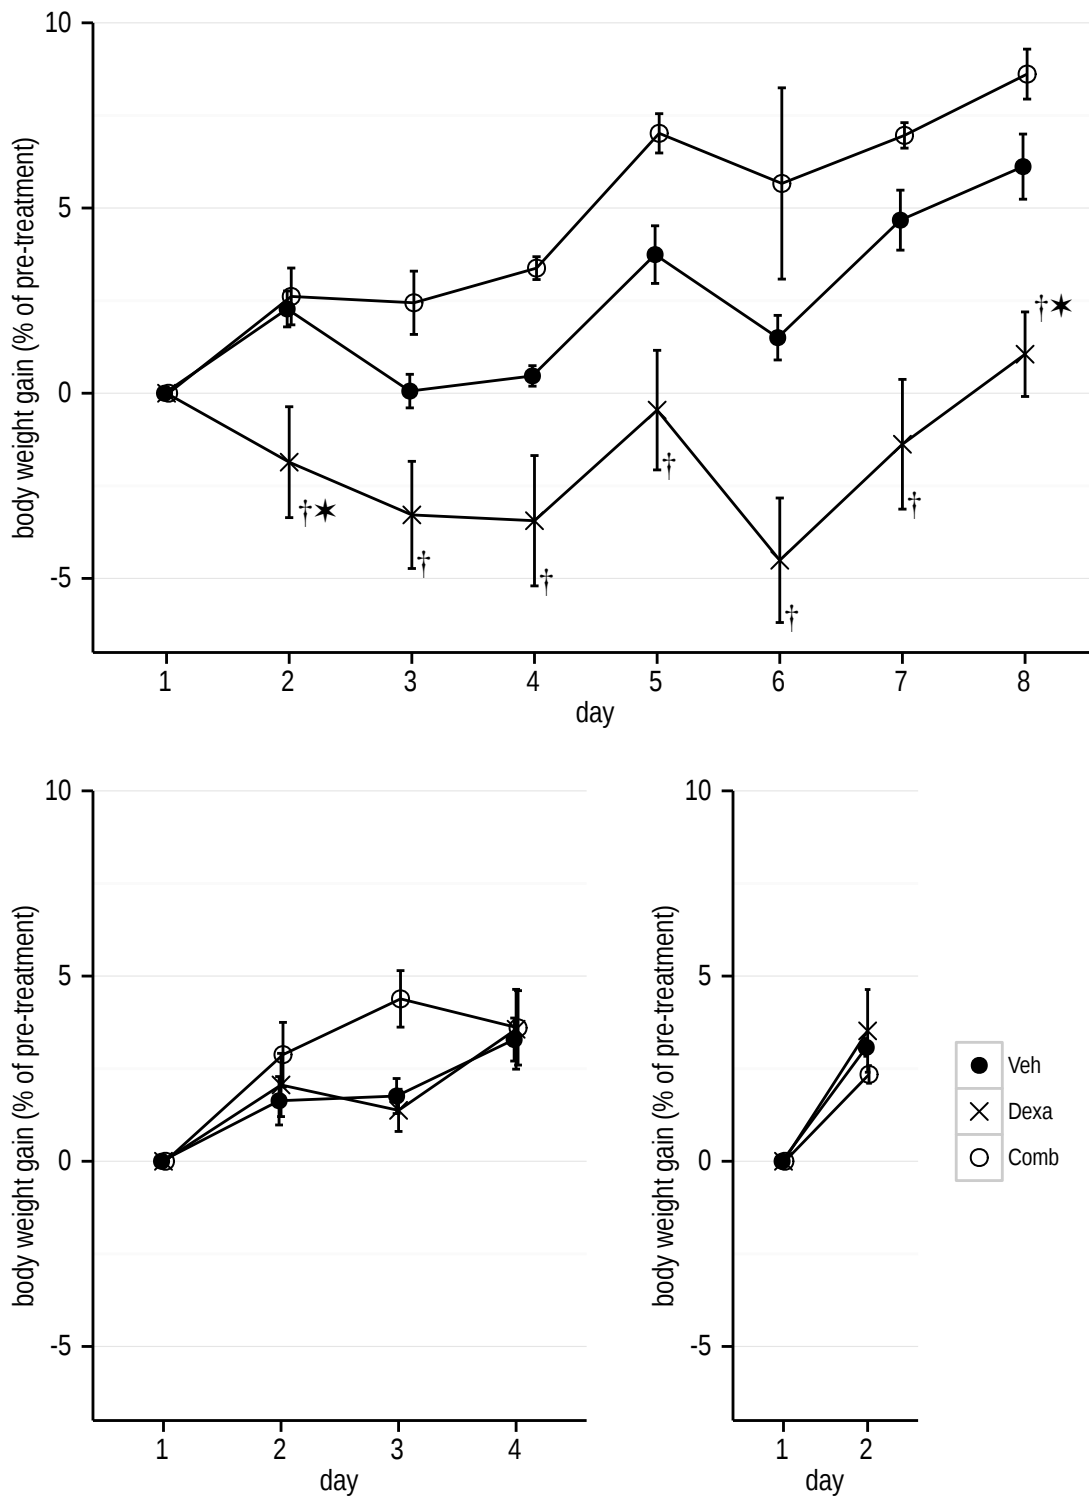 body weight gain (% of pre-treatment)
10
5
0
-5
†✶
†
†
†
†
†
†✶
1 2 3 4 5 6 7 8
day
body weight gain (% of pre-treatment)
10
5
0
-5
1 2 3 4
day
body weight gain (% of pre-treatment)
10
5
0
-5
1 2
day
Veh
Dexa
Comb